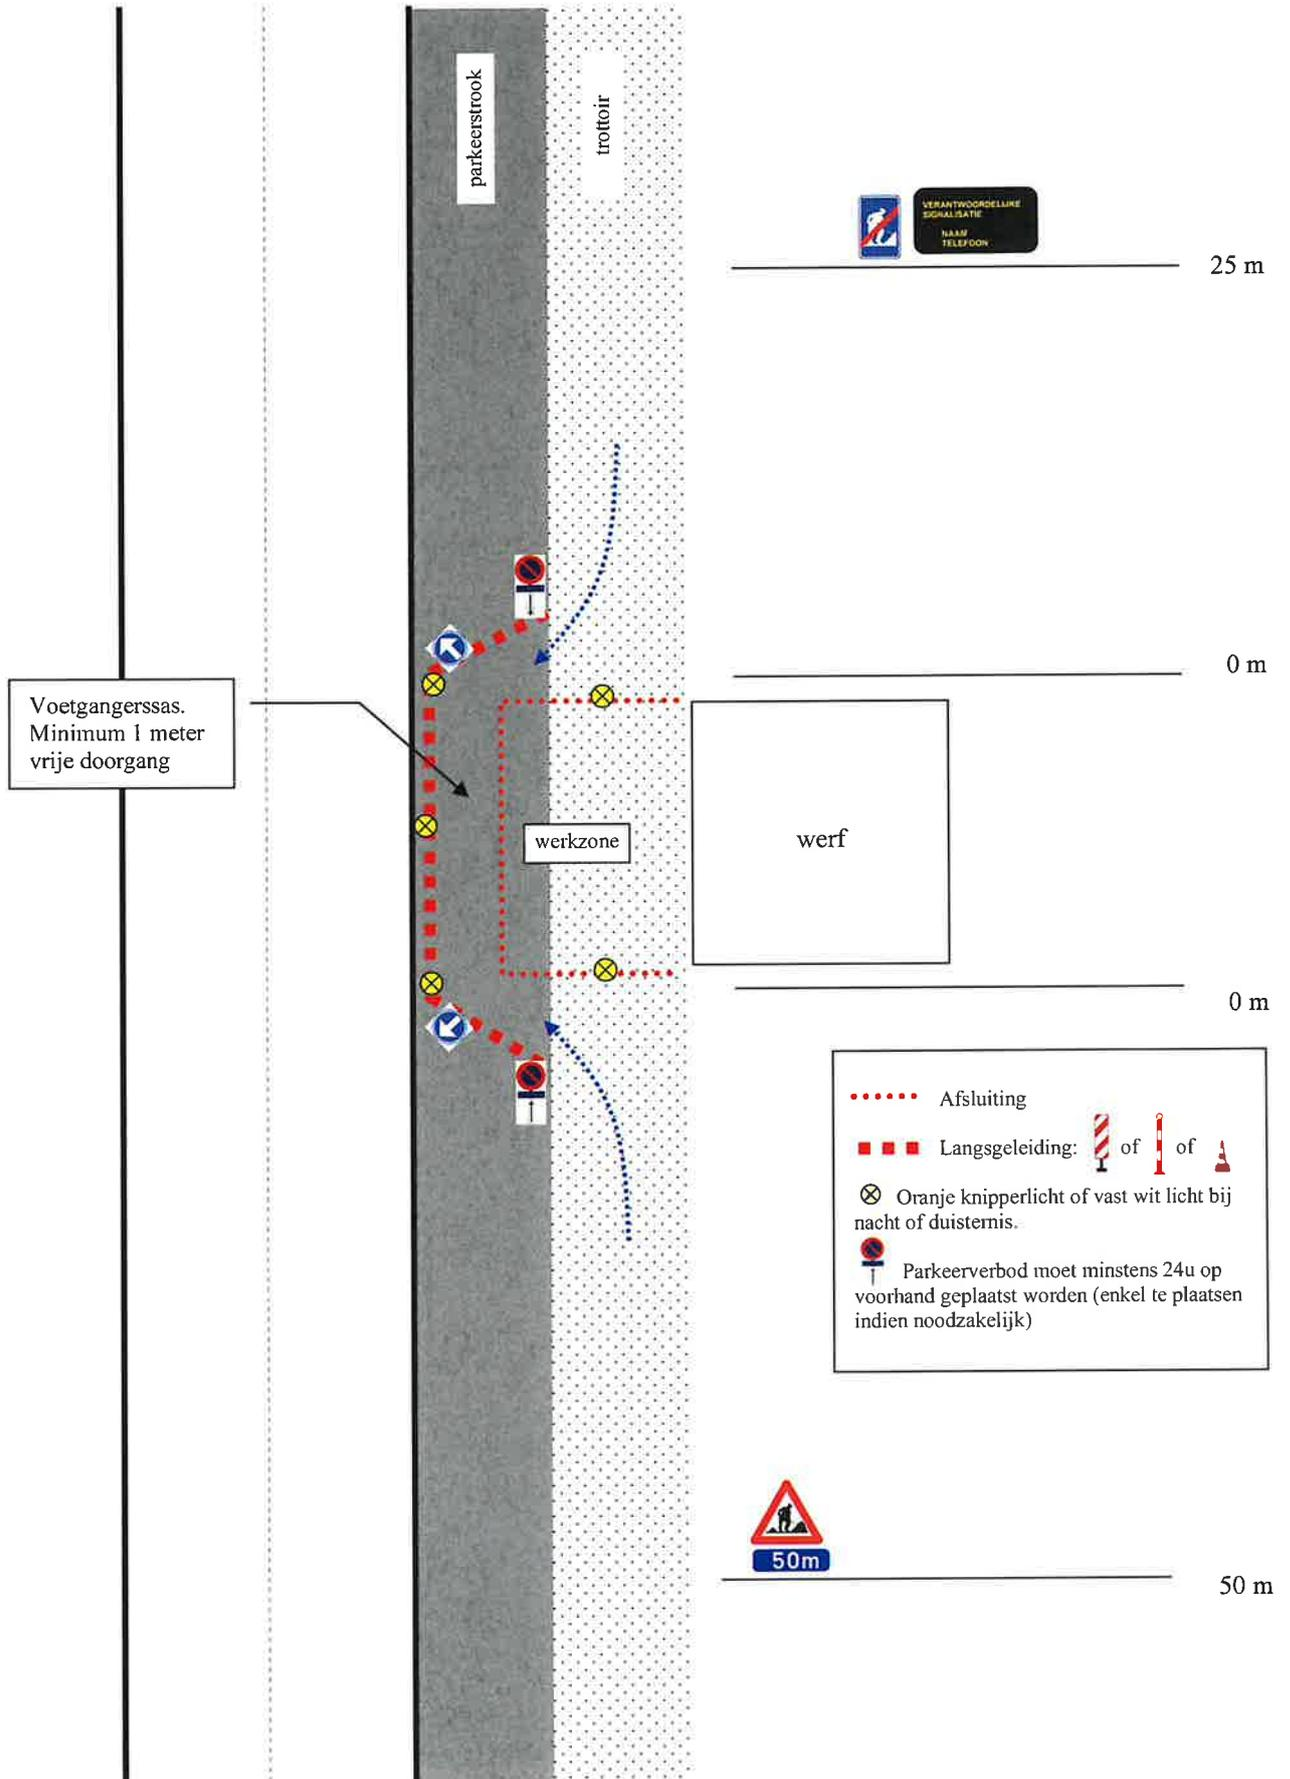 parkeerstrook
trottoir
VERANTWOORDELIJKE
SIGNALISATIE
NAAM
TELEFOON
25 m
0 m
Voetgangerssas.
Minimum 1 meter
vrije doorgang
werkzone
werf
0 m
Afsluiting
Langsgeleiding: of of
Oranje knipperlicht of vast wit licht bij
nacht of duisternis.
Parkeerverbod moet minstens 24u op
voorhand geplaatst worden (enkel te plaatsen
indien noodzakelijk)
50m
50 m